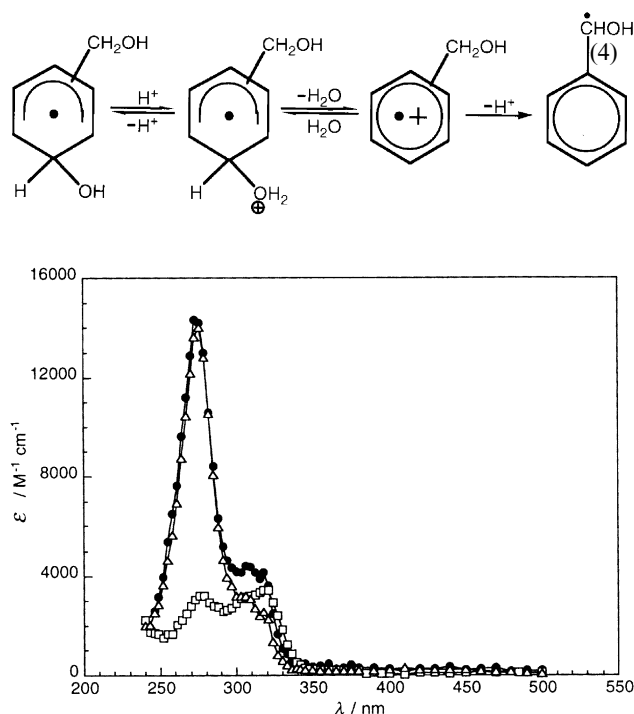 CH₂OH CH₂OH CH₂OH ĊHOH
(4)
H⁺ –H₂O –H⁺
–H⁺ H₂O
• • •+
H OH H OH₂
⊕
16000
12000
8000
4000
0
200 250 300 350 400 450 500 550
ε / M⁻¹ cm⁻¹
λ / nm